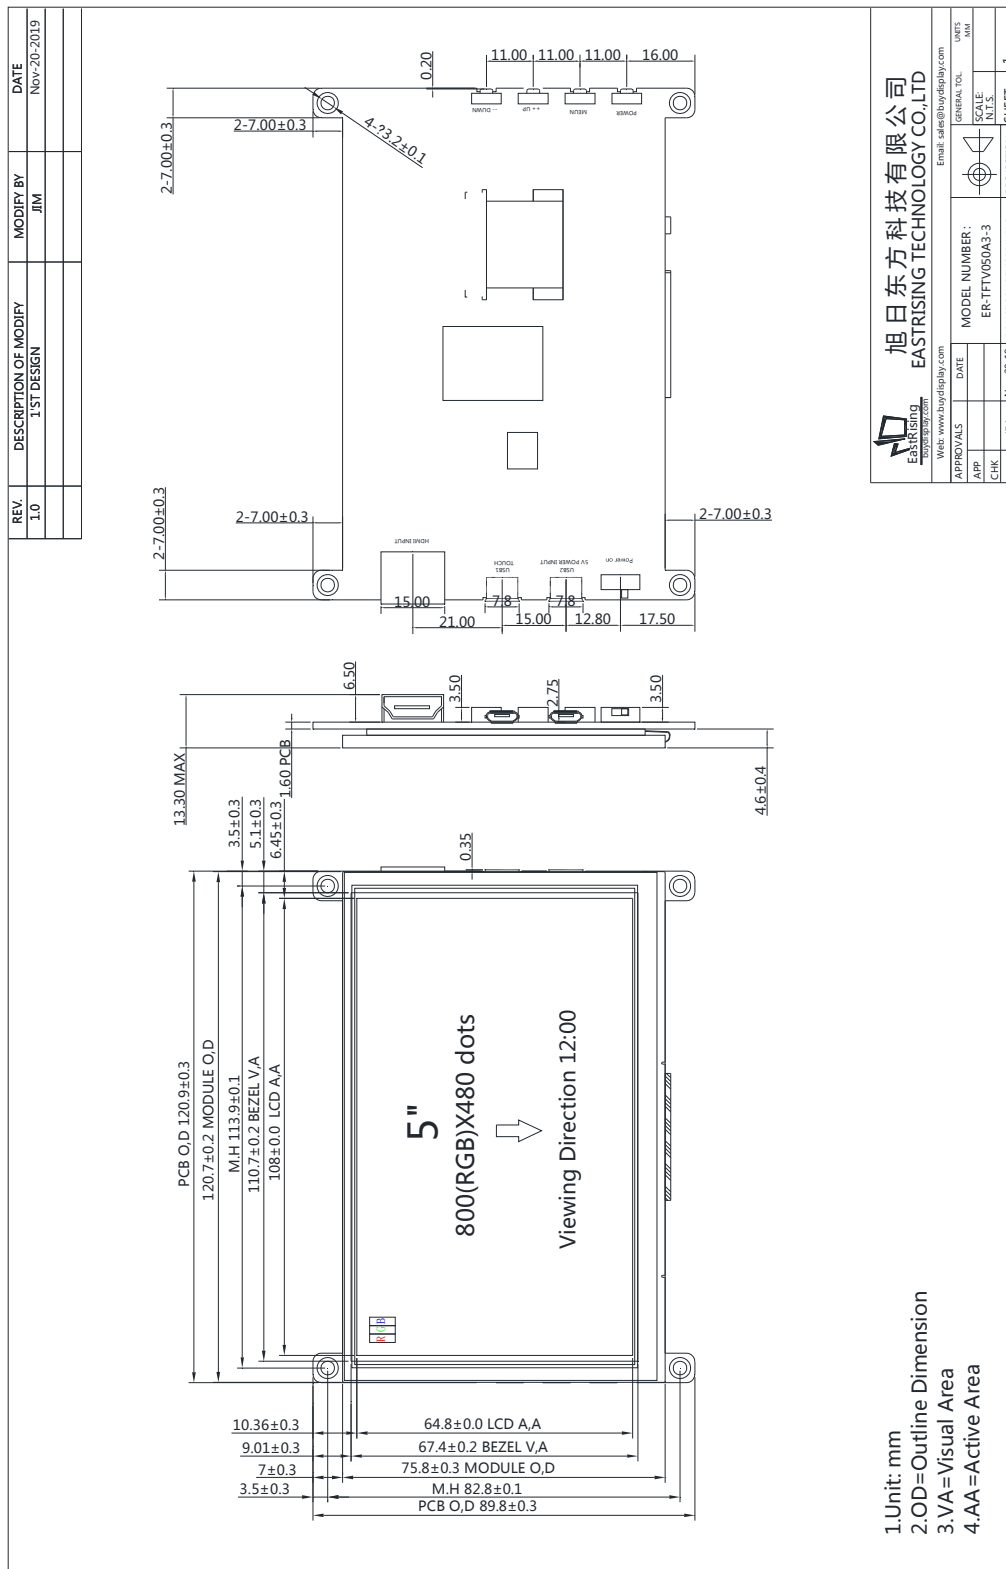 REV.
DESCRIPTION OF MODIFY
MODIFY BY
DATE
1.0
1'ST DESIGN
JIM
Nov-20-2019
0.20
11.00
11.00
11.00
16.00
-- DOWN
++ UP
MEUN
POWER
2-7.00±0.3
2-7.00±0.3
4-?3.2±0.1
J
1
2-7.00±0.3
2-7.00±0.3
2-7.00±0.3
HDMI INPUT
USB1
TOUCH
USB2
5V POWER INPUT
Power on
15.00
7.8
7.8
21.00
15.00
12.80
17.50
6.50
3.50
2.75
3.50
13.30 MAX
1.60 PCB
4.6±0.4
3.5±0.3
5.1±0.3
6.45±0.3
0.35
PCB O,D 120.9±0.3
120.7±0.2 MODULE O,D
M.H 113.9±0.1
110.7±0.2 BEZEL V,A
108±0.0 LCD A,A
5"
800(RGB)X480 dots
Viewing Direction 12:00
R G B
10.36±0.3
64.8±0.0 LCD A,A
9.01±0.3
67.4±0.2 BEZEL V,A
7±0.3
75.8±0.3 MODULE O,D
3.5±0.3
M.H 82.8±0.1
PCB O,D 89.8±0.3
1.Unit: mm
2.OD=Outline Dimension
3.VA=Visual Area
4.AA=Active Area
EastRising
buydisplay.com
旭日东方科技有限公司
EASTRISING TECHNOLOGY CO.,LTD
Web: www.buydisplay.com
Email: sales@buydisplay.com
APPROVALS
DATE
APP
CHK
MODEL NUMBER:
ER-TFTV050A3-3
GENERAL TOL.
UNITS
MM
SCALE:
N.T.S.